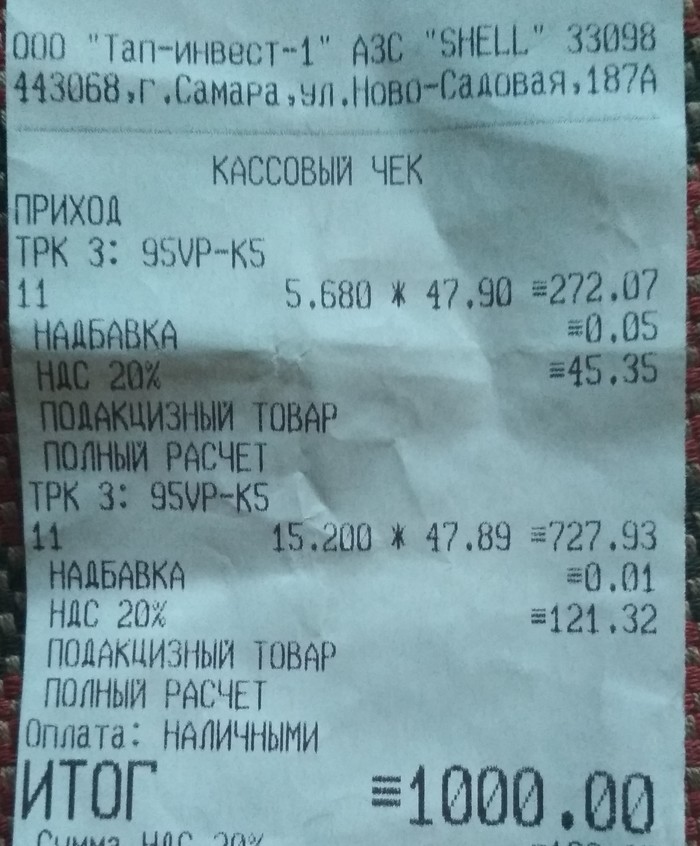 ООО "Тап-инвест-1" АЗС "SHELL" 33098
443068,г.Самара,ул.Ново-Садовая,187А
КАССОВЫЙ ЧЕК
ПРИХОД
ТРК 3: 95VP-K5
11 5.680 * 47.90 ≡272.07
НАДБАВКА ≡0.05
НДС 20% ≡45.35
ПОДАКЦИЗНЫЙ ТОВАР
ПОЛНЫЙ РАСЧЕТ
ТРК 3: 95VP-K5
11 15.200 * 47.89 ≡727.93
НАДБАВКА ≡0.01
НДС 20% ≡121.32
ПОДАКЦИЗНЫЙ ТОВАР
ПОЛНЫЙ РАСЧЕТ
Оплата: НАЛИЧНЫМИ
ИТОГ ≡1000.00
Сумма НДС 20%